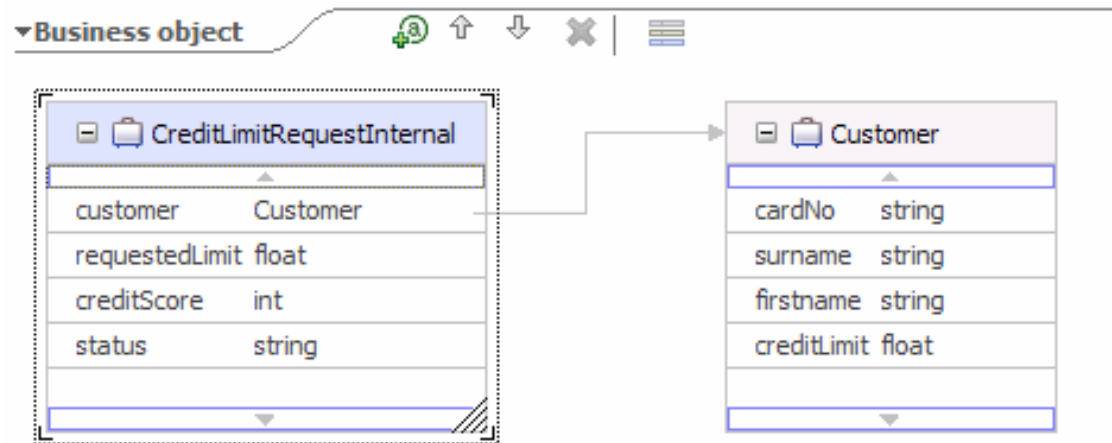 Business object
CreditLimitRequestInternal
customer Customer
requestedLimit float
creditScore int
status string
Customer
cardNo string
surname string
firstname string
creditLimit float